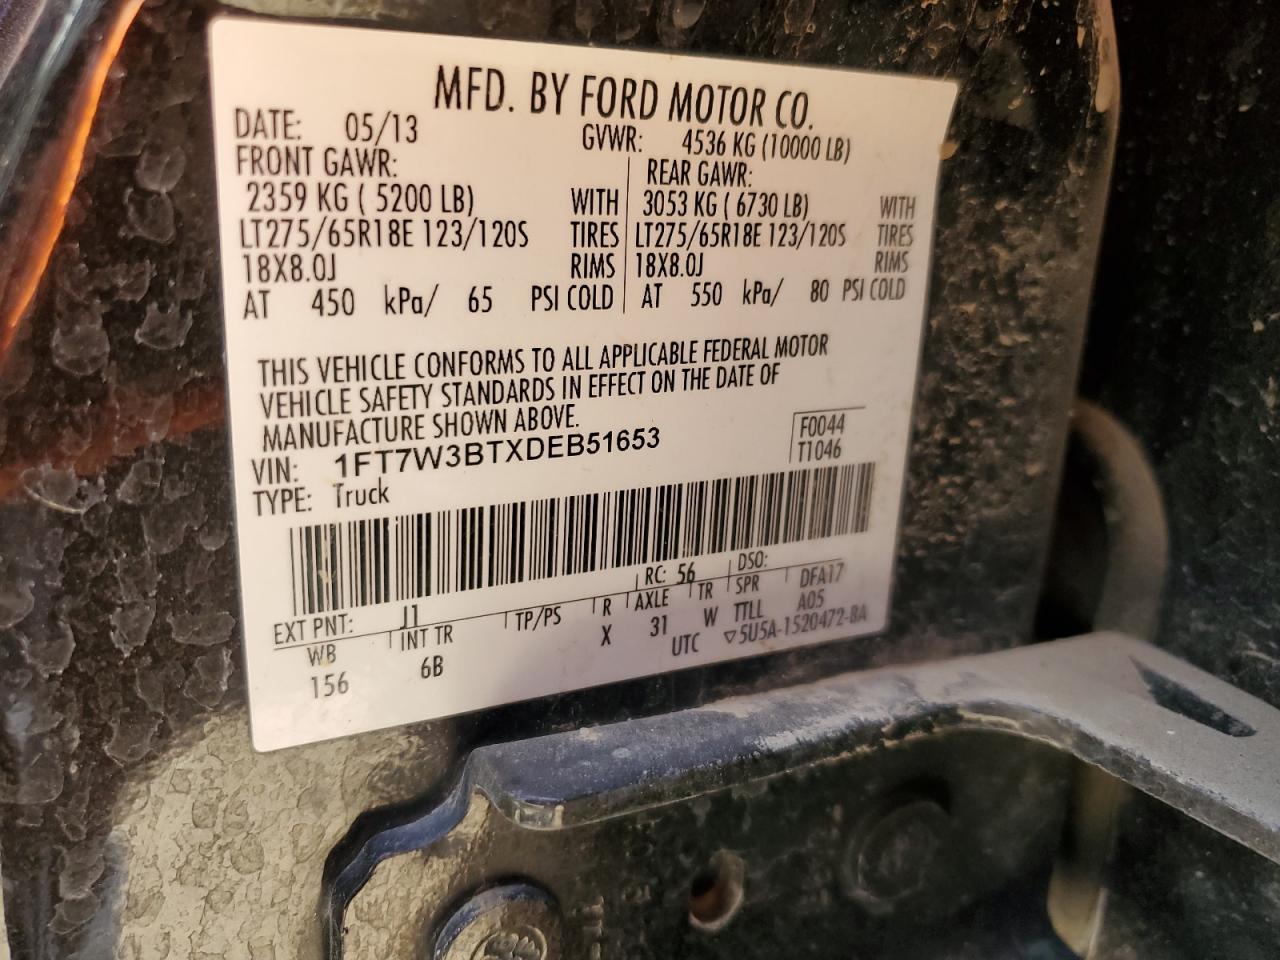 MFD. BY FORD MOTOR CO.
DATE: 05/13 GVWR: 4536 KG (10000 LB)
FRONT GAWR: REAR GAWR:
2359 KG ( 5200 LB) WITH 3053 KG ( 6730 LB) WITH
LT275/65R18E 123/120S TIRES LT275/65R18E 123/120S TIRES
18X8.0J RIMS 18X8.0J RIMS
AT 450 kPa/ 65 PSI COLD AT 550 kPa/ 80 PSI COLD
THIS VEHICLE CONFORMS TO ALL APPLICABLE FEDERAL MOTOR
VEHICLE SAFETY STANDARDS IN EFFECT ON THE DATE OF
MANUFACTURE SHOWN ABOVE.
VIN: 1FT7W3BTXDEB51653 F0044
TYPE: Truck T1046
EXT PNT: J1 RC: 56 DSO:
WB INT TR TP/PS R AXLE TR SPR DFA17
156 6B X 31 W TTLL A05
UTC ▽5U5A-1520472-BA